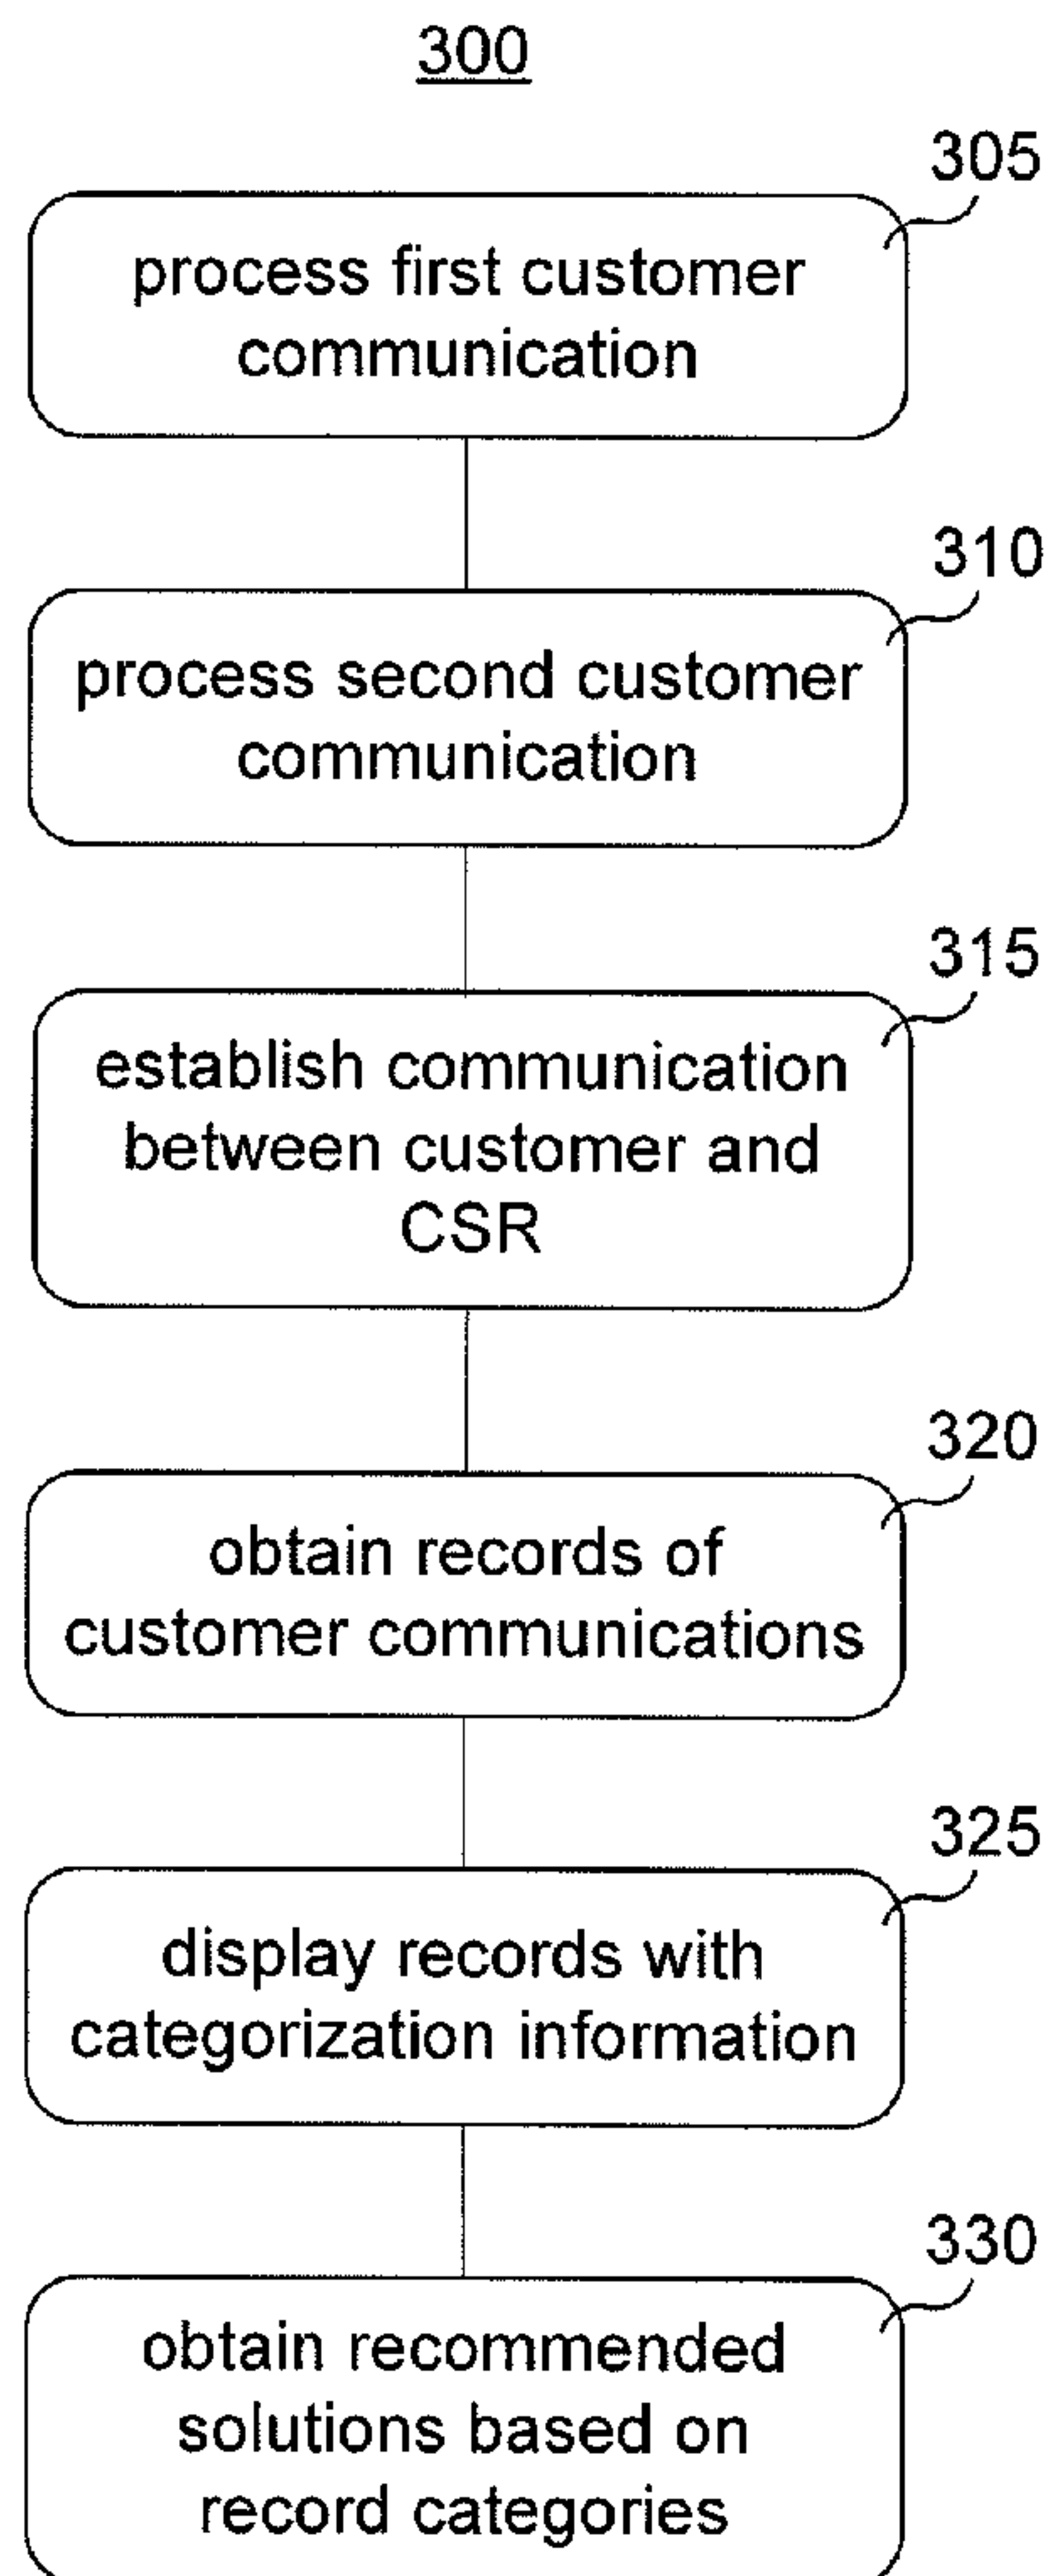 300
305
process first customer
communication
310
process second customer
communication
315
establish communication
between customer and
CSR
320
obtain records of
customer communications
325
display records with
categorization information
330
obtain recommended
solutions based on
record categories